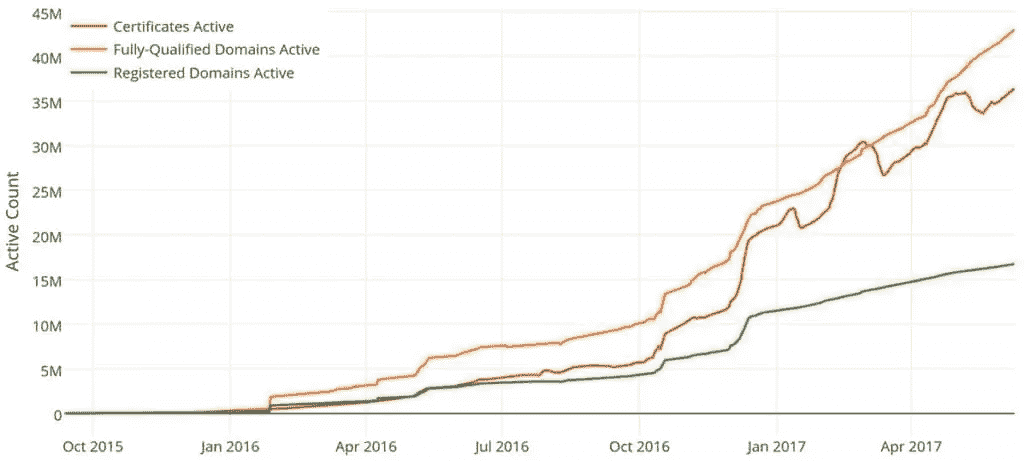 45M
Certificates Active
Fully-Qualified Domains Active
Registered Domains Active
40M
35M
30M
25M
20M
15M
10M
5M
0
Active Count
Oct 2015 Jan 2016 Apr 2016 Jul 2016 Oct 2016 Jan 2017 Apr 2017